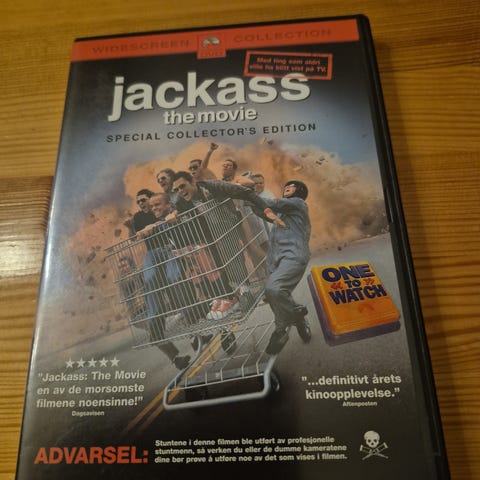 WIDESCREEN DVD COLLECTION
Med ting som aldri
ville ha blitt vist på TV.
jackass
the movie
SPECIAL COLLECTOR'S EDITION
ONE
TO
WATCH
"Jackass: The Movie
en av de morsomste
filmene noensinne!"
Dagsavisen
"...definitivt årets
kinoopplevelse."
Aftenposten
ADVARSEL:
Stuntene i denne filmen ble utført av profesjonelle
stuntmenn, så verken du eller de dumme kameratene
dine bør prøve å utføre noe av det som vises i filmen.